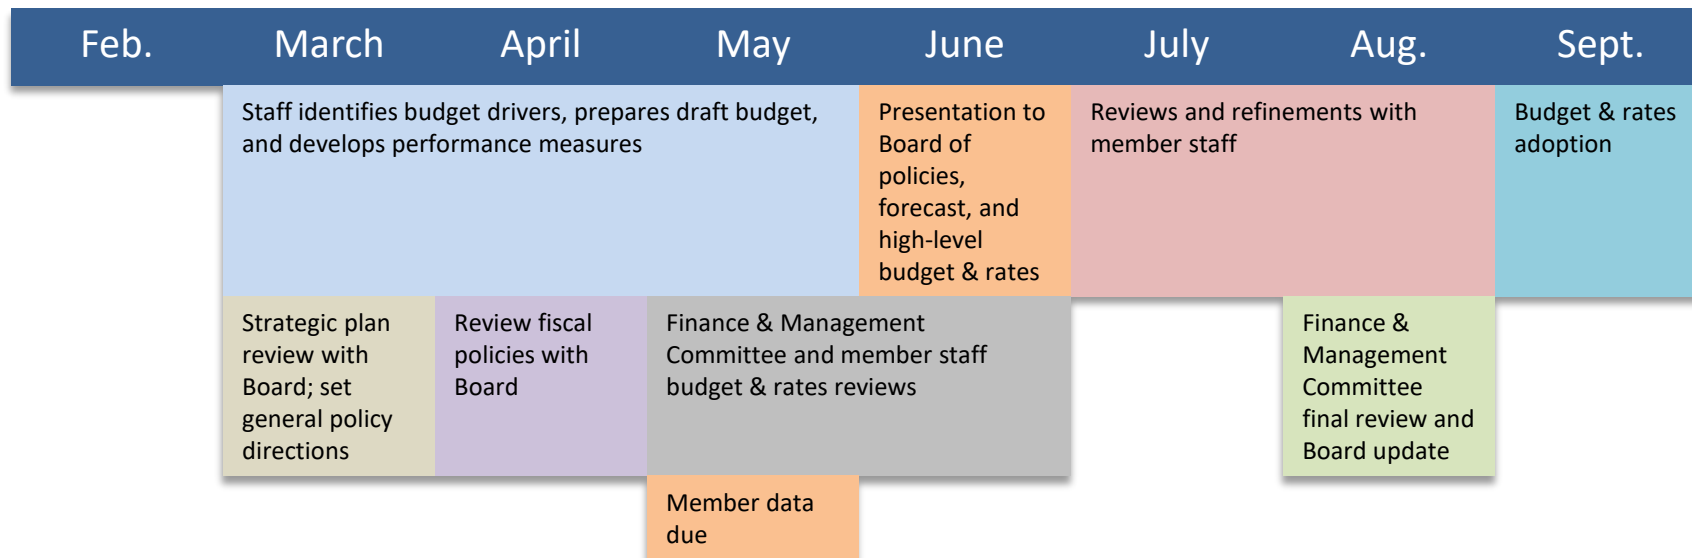 Feb. March April May June July Aug. Sept.
Staff identifies budget drivers, prepares draft budget,
and develops performance measures
Presentation to
Board of
policies,
forecast, and
high-level
budget & rates
Reviews and refinements with
member staff
Budget & rates
adoption
Strategic plan
review with
Board; set
general policy
directions
Review fiscal
policies with
Board
Finance & Management
Committee and member staff
budget & rates reviews
Finance &
Management
Committee
final review and
Board update
Member data
due